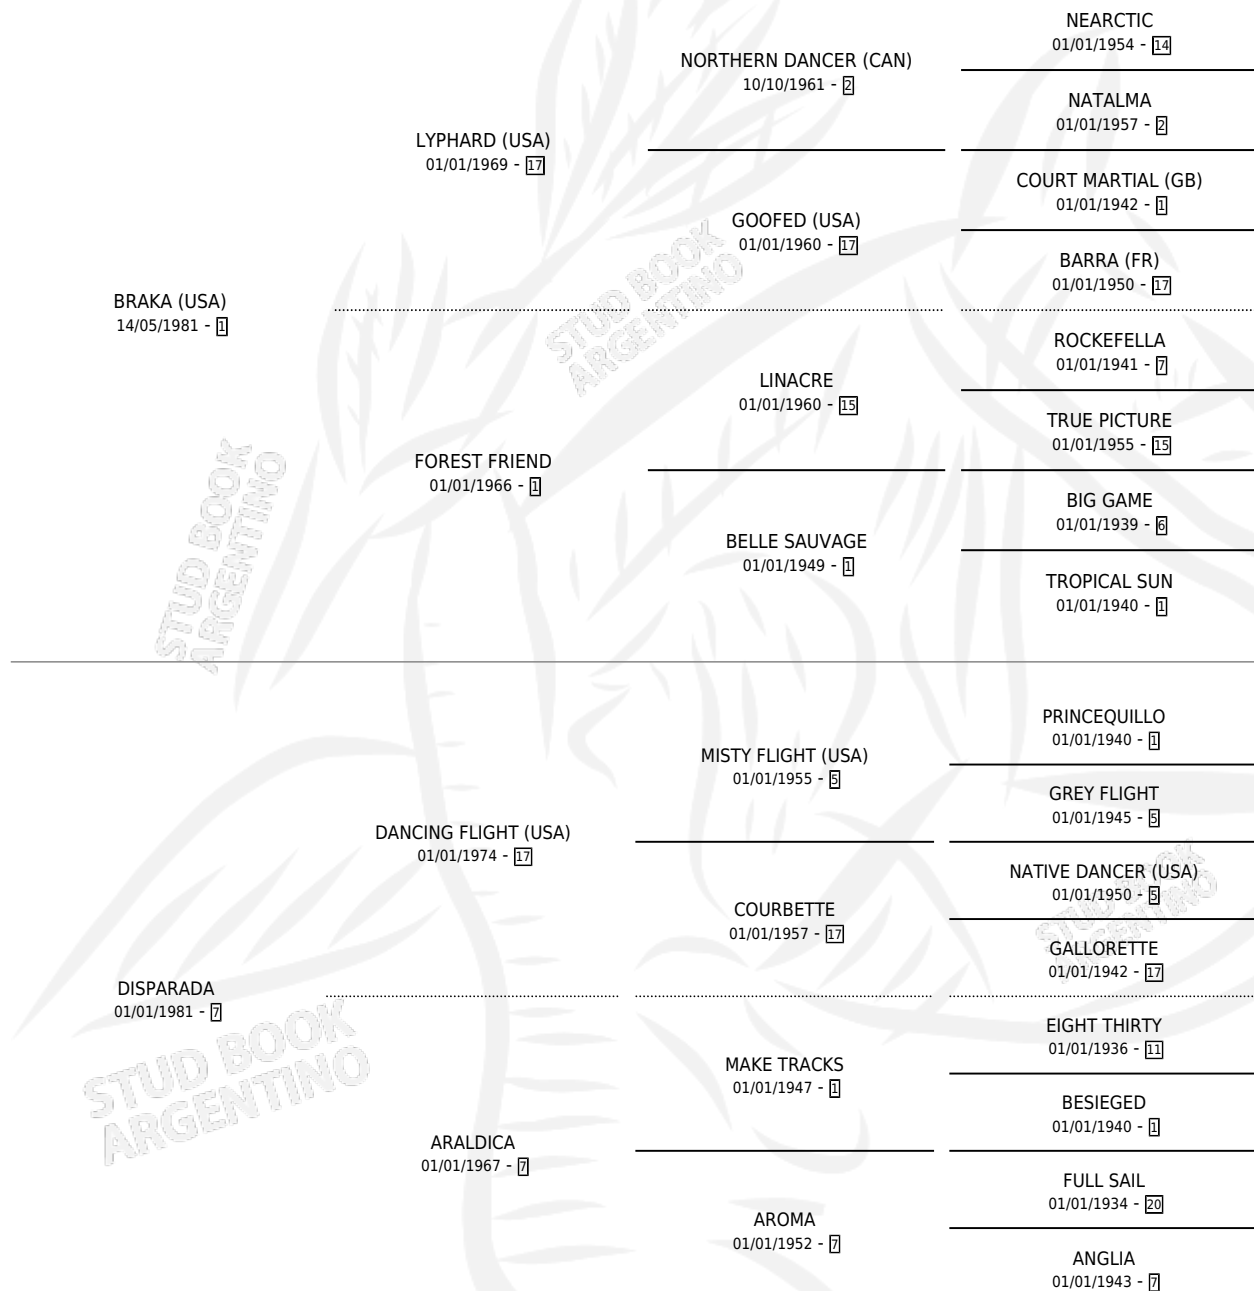 NEARCTIC
01/01/1954 - 14
NORTHERN DANCER (CAN)
10/10/1961 - 2
NATALMA
01/01/1957 - 2
LYPHARD (USA)
01/01/1969 - 17
COURT MARTIAL (GB)
01/01/1942 - 1
GOOFED (USA)
01/01/1960 - 17
BARRA (FR)
01/01/1950 - 17
BRAKA (USA)
14/05/1981 - 1
ROCKEFELLA
01/01/1941 - 7
LINACRE
01/01/1960 - 15
TRUE PICTURE
01/01/1955 - 15
FOREST FRIEND
01/01/1966 - 1
BIG GAME
01/01/1939 - 6
BELLE SAUVAGE
01/01/1949 - 1
TROPICAL SUN
01/01/1940 - 1
STUD BOOK
ARGENTINO
STUD BOOK
ARGENTINO
PRINCEQUILLO
01/01/1940 - 1
MISTY FLIGHT (USA)
01/01/1955 - 5
GREY FLIGHT
01/01/1945 - 5
DANCING FLIGHT (USA)
01/01/1974 - 17
NATIVE DANCER (USA)
01/01/1950 - 5
COURBETTE
01/01/1957 - 17
GALLORETTE
01/01/1942 - 17
STUD BOOK
ARGENTINO
DISPARADA
01/01/1981 - 7
STUD BOOK
ARGENTINO
EIGHT THIRTY
01/01/1936 - 11
MAKE TRACKS
01/01/1947 - 1
BESIEGED
01/01/1940 - 1
ARALDICA
01/01/1967 - 7
FULL SAIL
01/01/1934 - 20
AROMA
01/01/1952 - 7
ANGLIA
01/01/1943 - 7